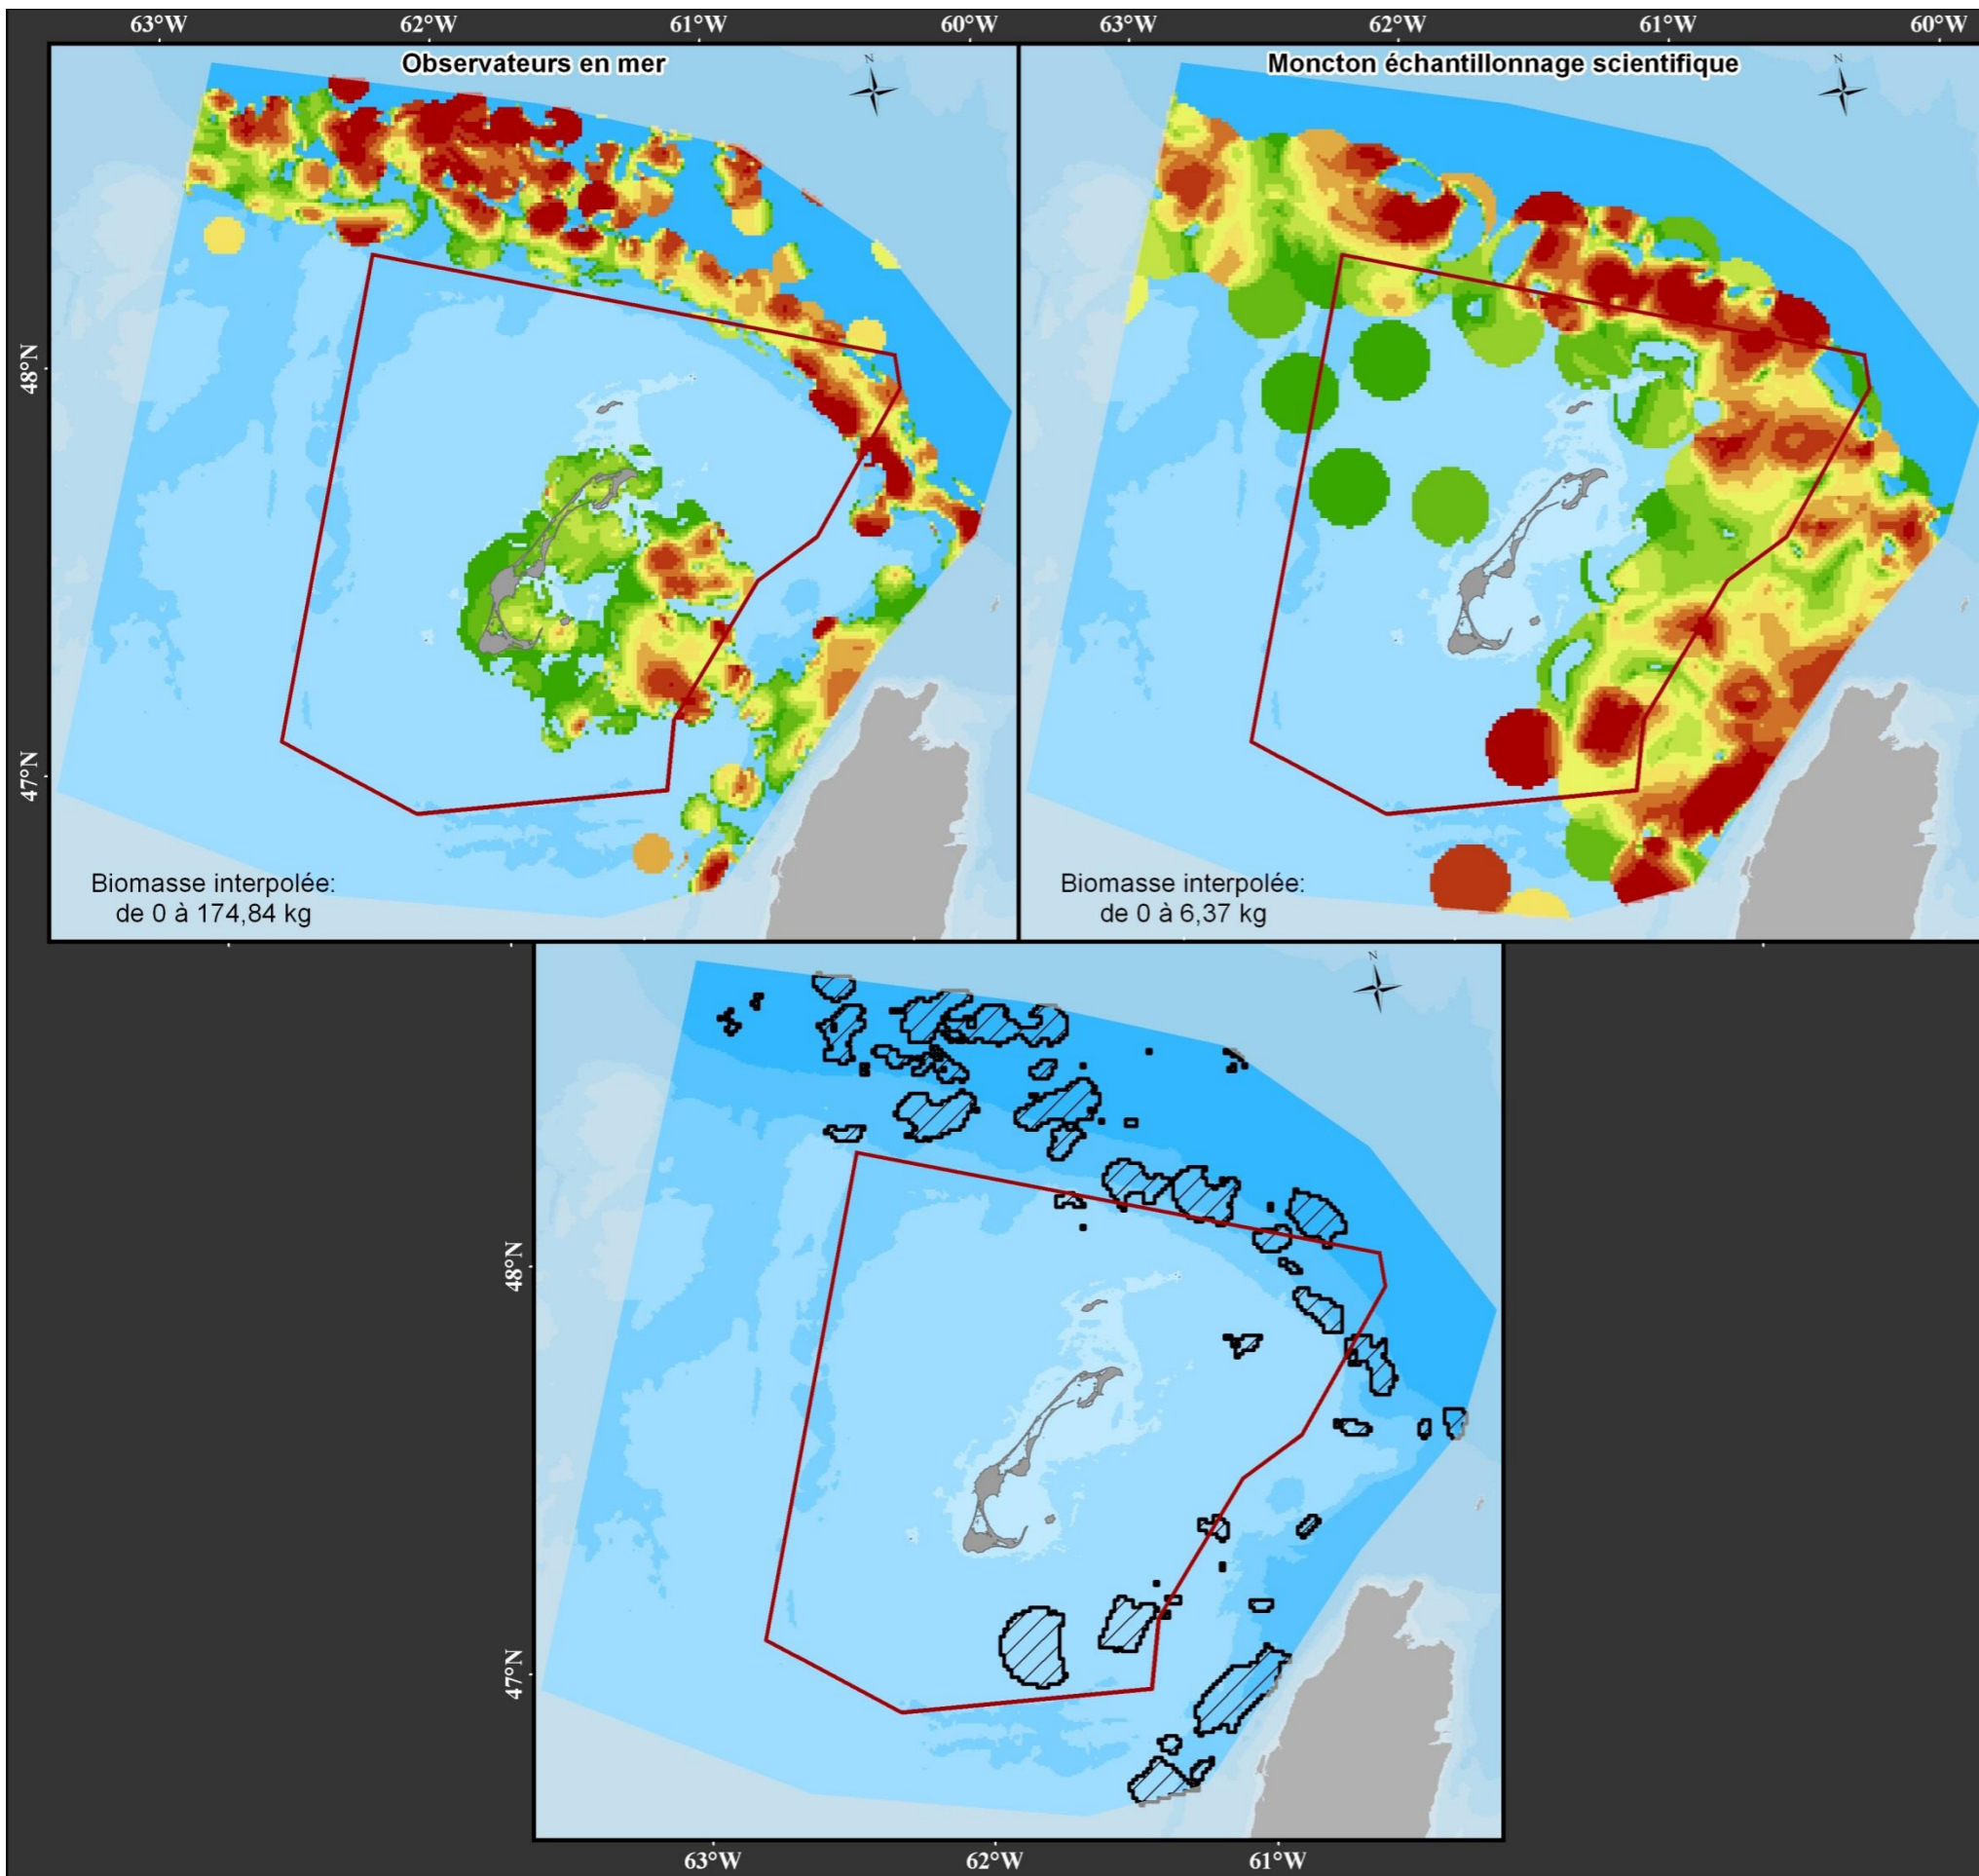 63°W 62°W 61°W 60°W 63°W 62°W 61°W 60°W
Observateurs en mer
N
Moncton échantillonnage scientifique
N
48°N
47°N
Biomasse interpolée:
de 0 à 174,84 kg
Biomasse interpolée:
de 0 à 6,37 kg
N
48°N
47°N
63°W 62°W 61°W